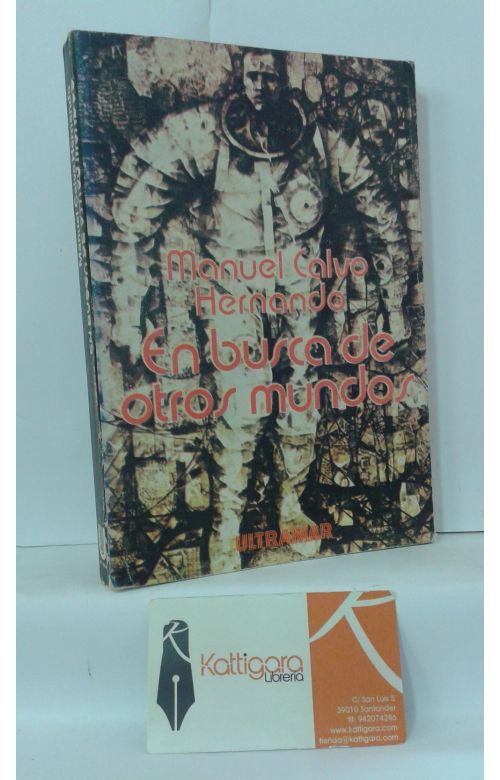 Manuel Calvo
Hernando
En busca de
otros mundos
ULTRAMAR
Kattigara
Librería
C/ San Luis 5
39010 Santander
tlf: 942074286
www.kattigara.com
tienda@kattigara.com